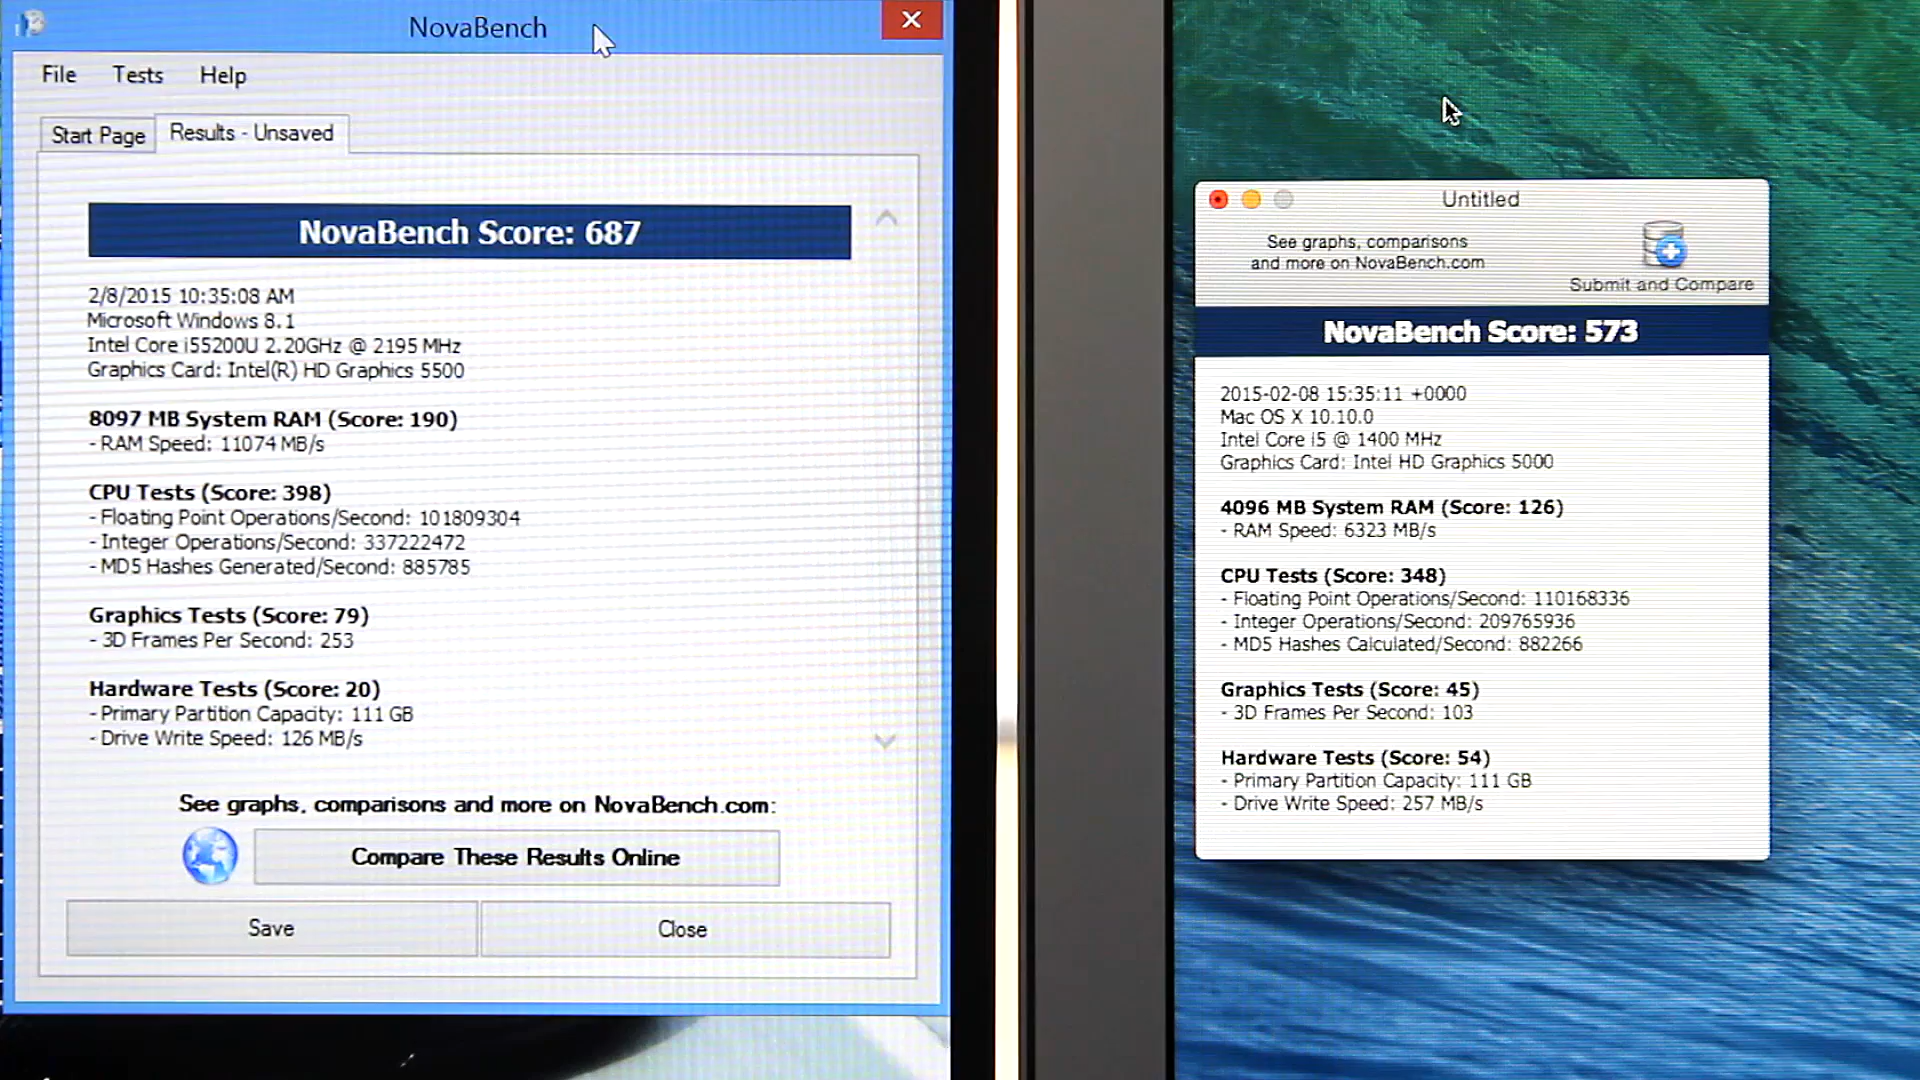 NovaBench
File Tests Help
Start Page Results - Unsaved
NovaBench Score: 687
2/8/2015 10:35:08 AM
Microsoft Windows 8.1
Intel Core i55200U 2.20GHz @ 2195 MHz
Graphics Card: Intel(R) HD Graphics 5500
8097 MB System RAM (Score: 190)
- RAM Speed: 11074 MB/s
CPU Tests (Score: 398)
- Floating Point Operations/Second: 101809304
- Integer Operations/Second: 337222472
- MD5 Hashes Generated/Second: 885785
Graphics Tests (Score: 79)
- 3D Frames Per Second: 253
Hardware Tests (Score: 20)
- Primary Partition Capacity: 111 GB
- Drive Write Speed: 126 MB/s
See graphs, comparisons and more on NovaBench.com:
Compare These Results Online
Save Close
Untitled
See graphs, comparisons
and more on NovaBench.com
Submit and Compare
NovaBench Score: 573
2015-02-08 15:35:11 +0000
Mac OS X 10.10.0
Intel Core i5 @ 1400 MHz
Graphics Card: Intel HD Graphics 5000
4096 MB System RAM (Score: 126)
- RAM Speed: 6323 MB/s
CPU Tests (Score: 348)
- Floating Point Operations/Second: 110168336
- Integer Operations/Second: 209765936
- MD5 Hashes Calculated/Second: 882266
Graphics Tests (Score: 45)
- 3D Frames Per Second: 103
Hardware Tests (Score: 54)
- Primary Partition Capacity: 111 GB
- Drive Write Speed: 257 MB/s